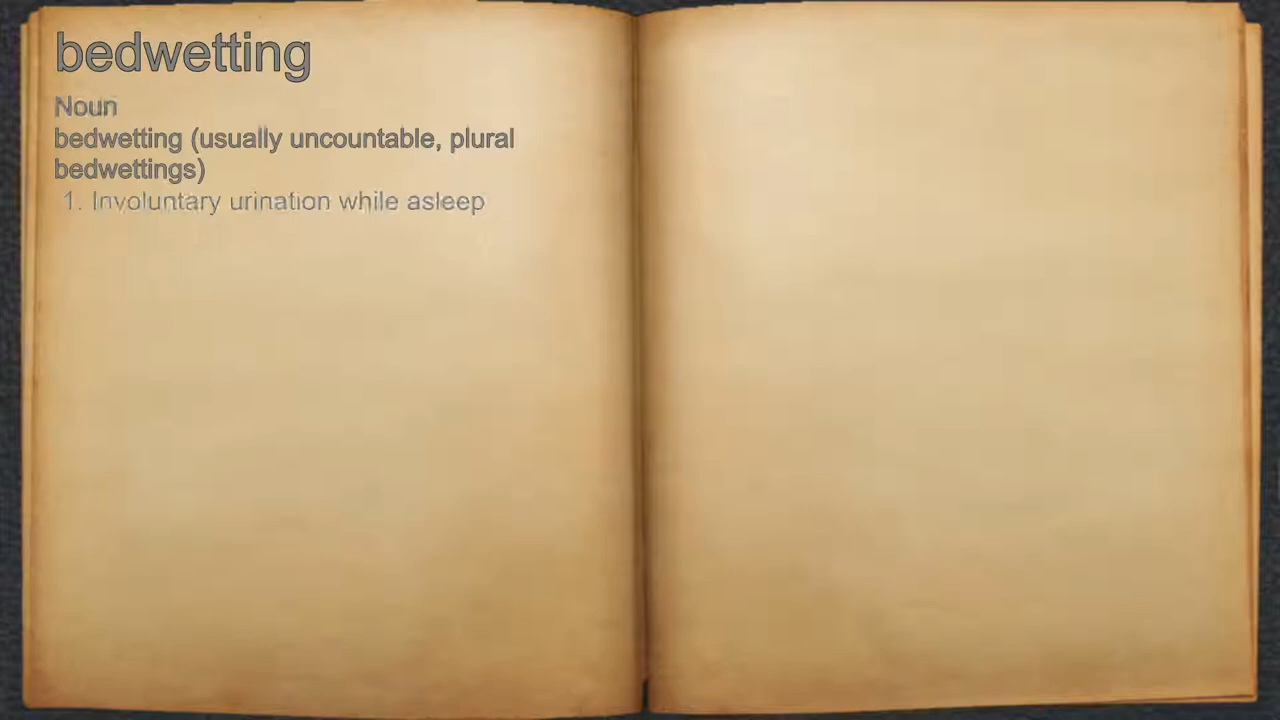 bedwetting
Noun
bedwetting (usually uncountable, plural
bedwettings)
1. Involuntary urination while asleep